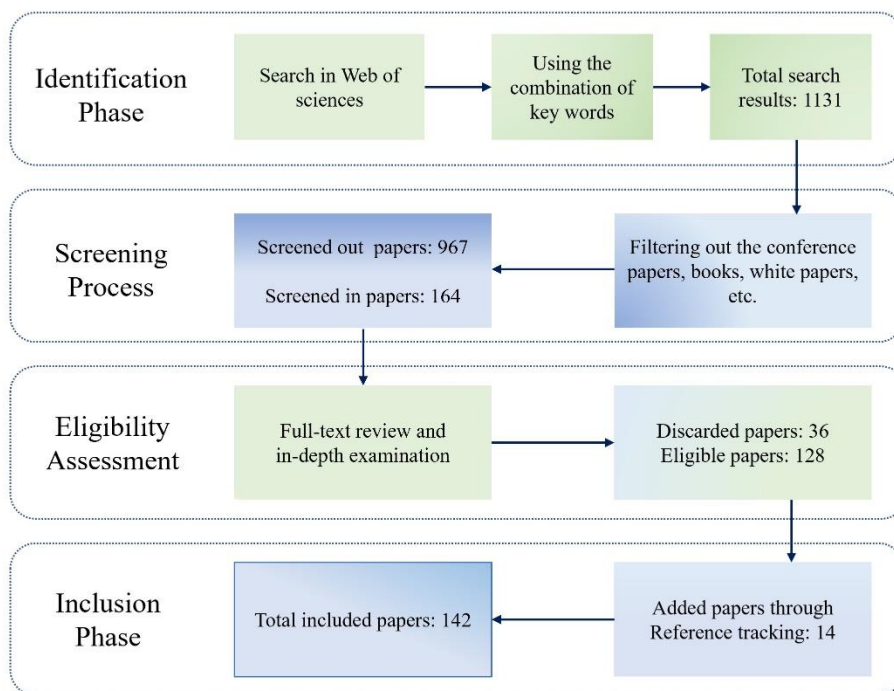 Identification
Phase
Search in Web of
sciences
Using the
combination of
key words
Total search
results: 1131
Screening
Process
Screened out papers: 967
Screened in papers: 164
Filtering out the conference
papers, books, white papers,
etc.
Eligibility
Assessment
Full-text review and
in-depth examination
Discarded papers: 36
Eligible papers: 128
Inclusion
Phase
Total included papers: 142
Added papers through
Reference tracking: 14